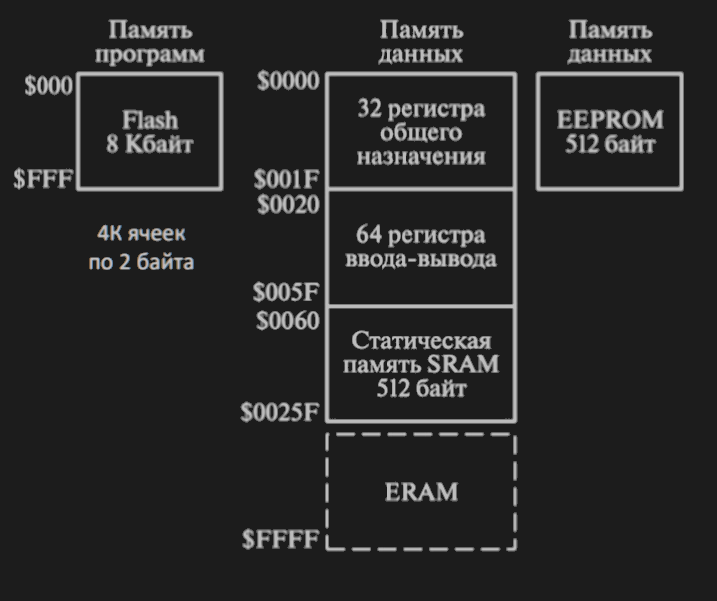 Память
программ
$000
Flash
8 Кбайт
$FFF
4К ячеек
по 2 байта
Память
данных
$0000
32 регистра
общего
назначения
$001F
$0020
64 регистра
ввода-вывода
$005F
$0060
Статическая
память SRAM
512 байт
$0025F
ERAM
$FFFF
Память
данных
EEPROM
512 байт